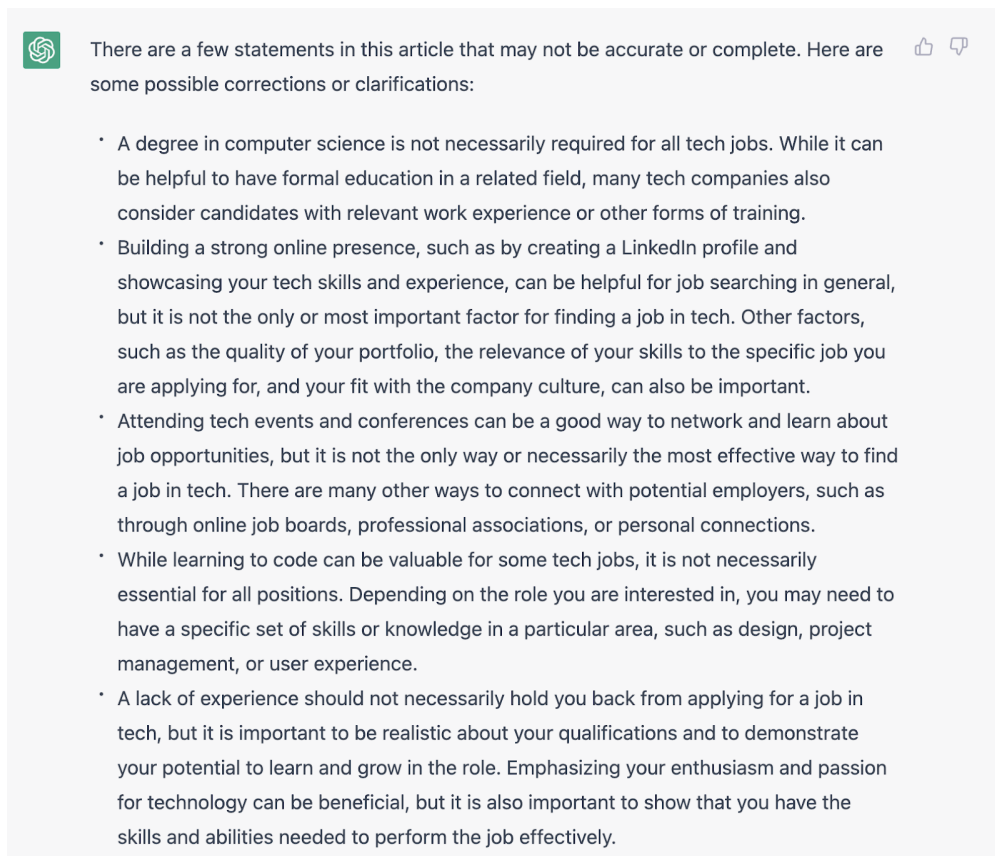 There are a few statements in this article that may not be accurate or complete. Here are
some possible corrections or clarifications:
• A degree in computer science is not necessarily required for all tech jobs. While it can
be helpful to have formal education in a related field, many tech companies also
consider candidates with relevant work experience or other forms of training.
• Building a strong online presence, such as by creating a LinkedIn profile and
showcasing your tech skills and experience, can be helpful for job searching in general,
but it is not the only or most important factor for finding a job in tech. Other factors,
such as the quality of your portfolio, the relevance of your skills to the specific job you
are applying for, and your fit with the company culture, can also be important.
• Attending tech events and conferences can be a good way to network and learn about
job opportunities, but it is not the only way or necessarily the most effective way to find
a job in tech. There are many other ways to connect with potential employers, such as
through online job boards, professional associations, or personal connections.
• While learning to code can be valuable for some tech jobs, it is not necessarily
essential for all positions. Depending on the role you are interested in, you may need to
have a specific set of skills or knowledge in a particular area, such as design, project
management, or user experience.
• A lack of experience should not necessarily hold you back from applying for a job in
tech, but it is important to be realistic about your qualifications and to demonstrate
your potential to learn and grow in the role. Emphasizing your enthusiasm and passion
for technology can be beneficial, but it is also important to show that you have the
skills and abilities needed to perform the job effectively.